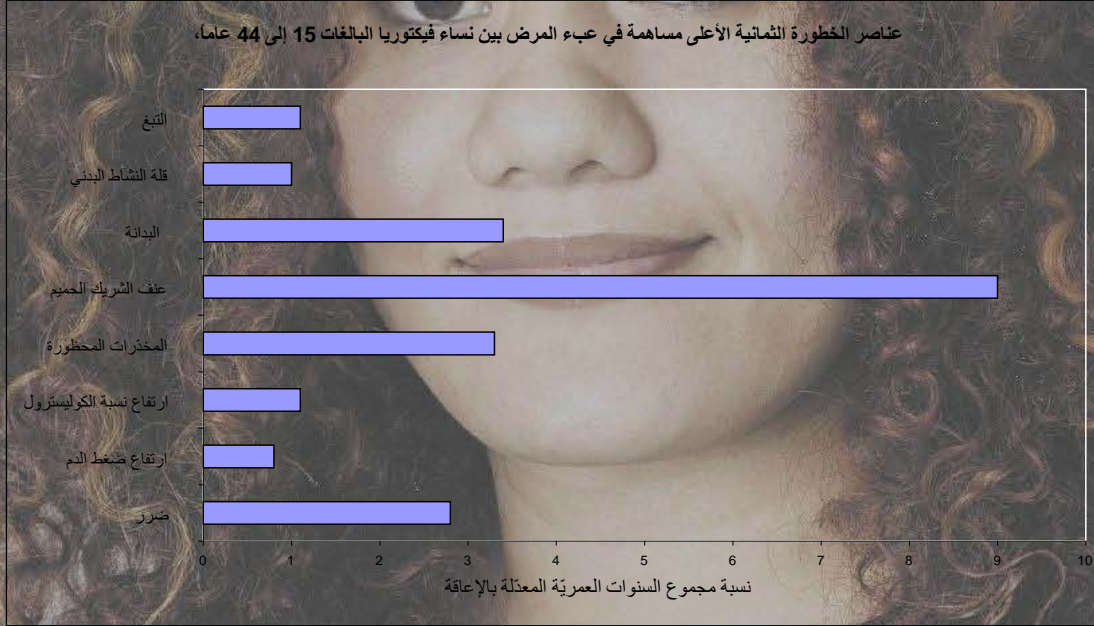 عناصر الخطورة الثمانية الأعلى مساهمة في عبء المرض بين نساء فيكتوريا البالغات 15 إلى 44 عاماً،
التبغ
قلة النشاط البدني
البدانة
عنف الشريك الحميم
المخدّرات المحظورة
ارتفاع نسبة الكوليسترول
ارتفاع ضغط الدم
ضرر
0 1 2 3 4 5 6 7 8 9 10
نسبة مجموع السنوات العمريّة المعدّلة بالإعاقة